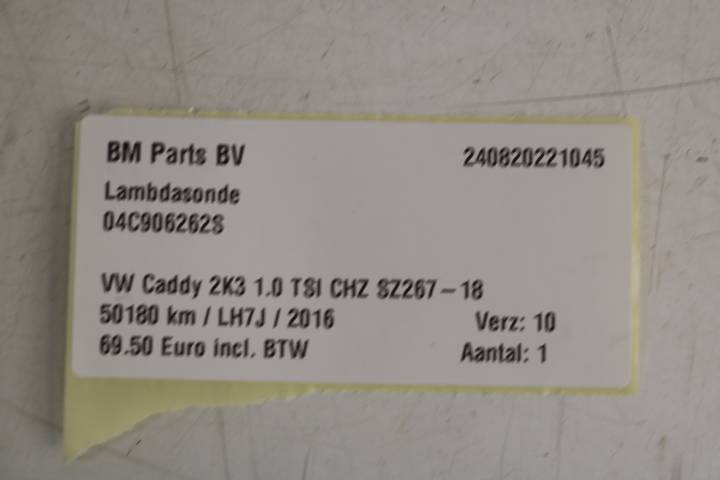 BM Parts BV 240820221045
Lambdasonde
04C906262S
VW Caddy 2K3 1.0 TSI CHZ SZ267-18
50180 km / LH7J / 2016 Verz: 10
69.50 Euro incl. BTW Aantal: 1